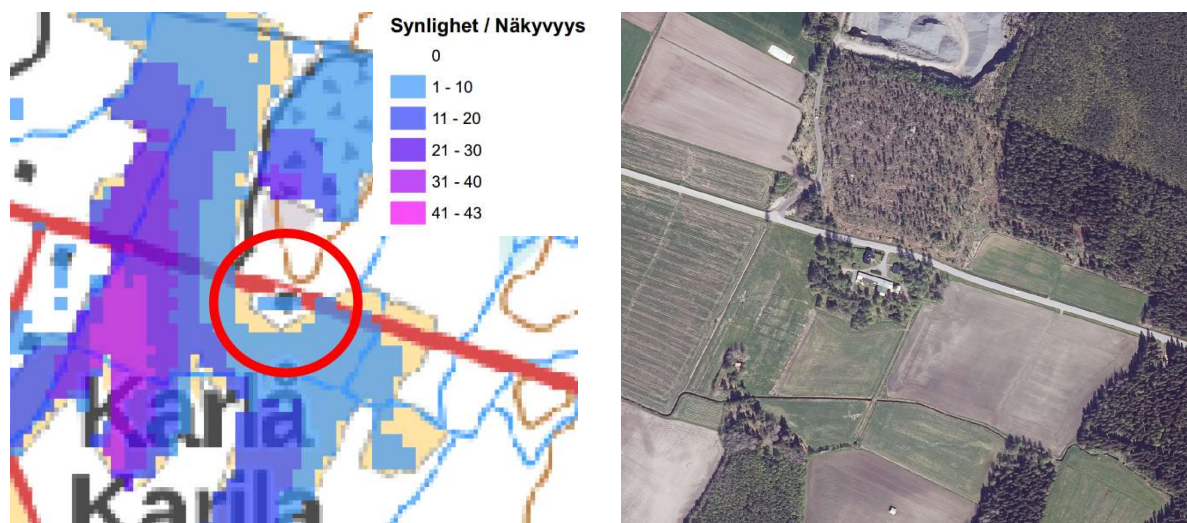 Synlighet / Näkyvyys
0
1 - 10
11 - 20
21 - 30
31 - 40
41 - 43
Karla
Karila